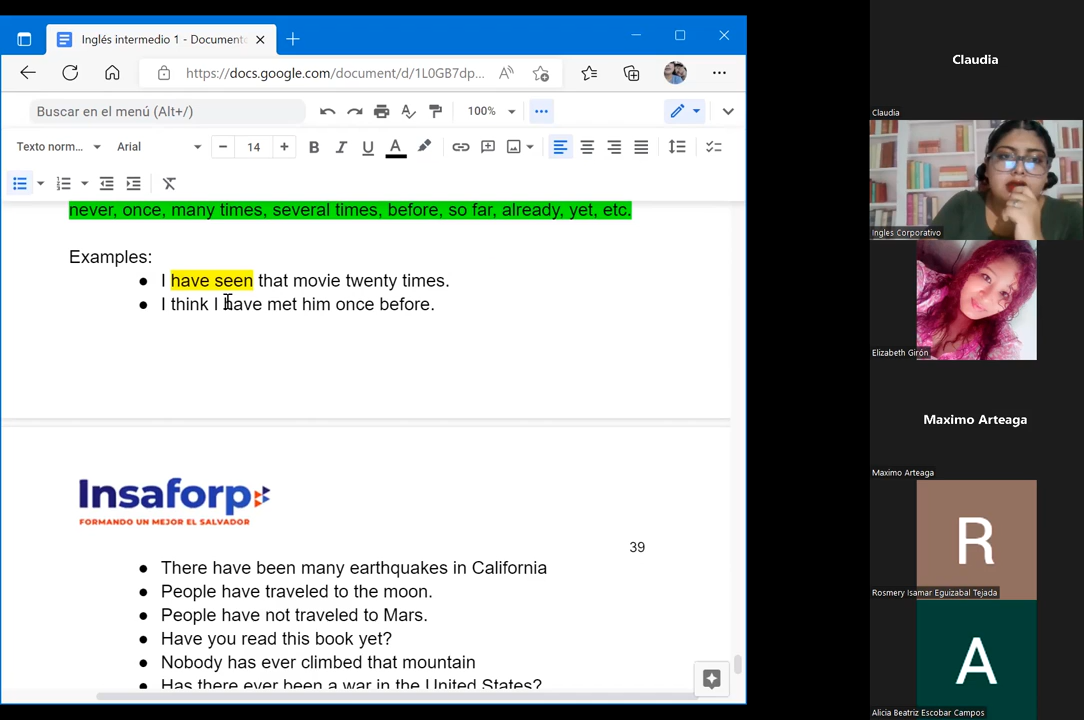 Inglés intermedio 1 - Document
https://docs.google.com/document/d/1L0GB7dp...
Buscar en el menú (Alt+/)
100%
Texto norm...
Arial
14
never, once, many times, several times, before, so far, already, yet, etc.
Examples:
I have seen that movie twenty times.
I think I have met him once before.
Insaforp
FORMANDO UN MEJOR EL SALVADOR
39
There have been many earthquakes in California
People have traveled to the moon.
People have not traveled to Mars.
Have you read this book yet?
Nobody has ever climbed that mountain
Has there ever been a war in the United States?
Claudia
Claudia
Ingles Corporativo
Elizabeth Girón
Maximo Arteaga
Maximo Arteaga
R
Rosmery Isamar Eguizabal Tejada
A
Alicia Beatriz Escobar Campos